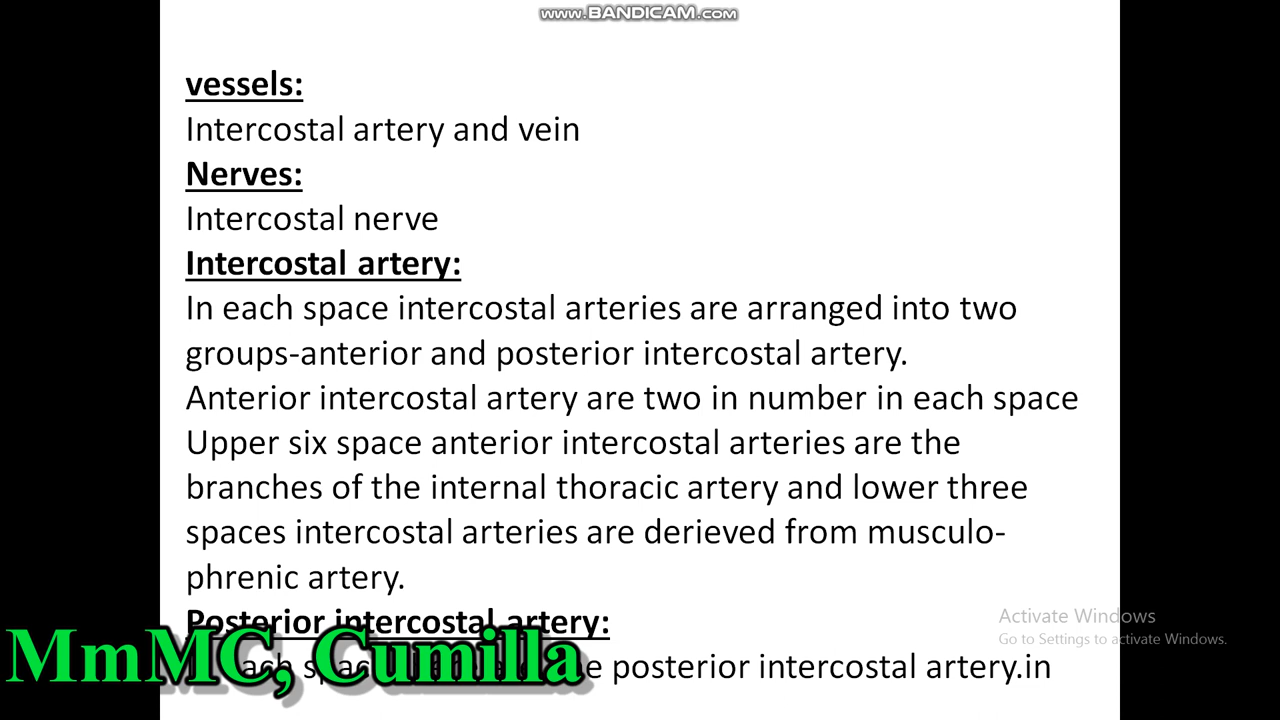 www.BANDICAM.com
vessels:
Intercostal artery and vein
Nerves:
Intercostal nerve
Intercostal artery:
In each space intercostal arteries are arranged into two
groups-anterior and posterior intercostal artery.
Anterior intercostal artery are two in number in each space
Upper six space anterior intercostal arteries are the
branches of the internal thoracic artery and lower three
spaces intercostal arteries are derieved from musculo-
phrenic artery.
Posterior intercostal artery:
posterior intercostal artery.in
MmMC, Cumilla
Activate Windows
Go to Settings to activate Windows.